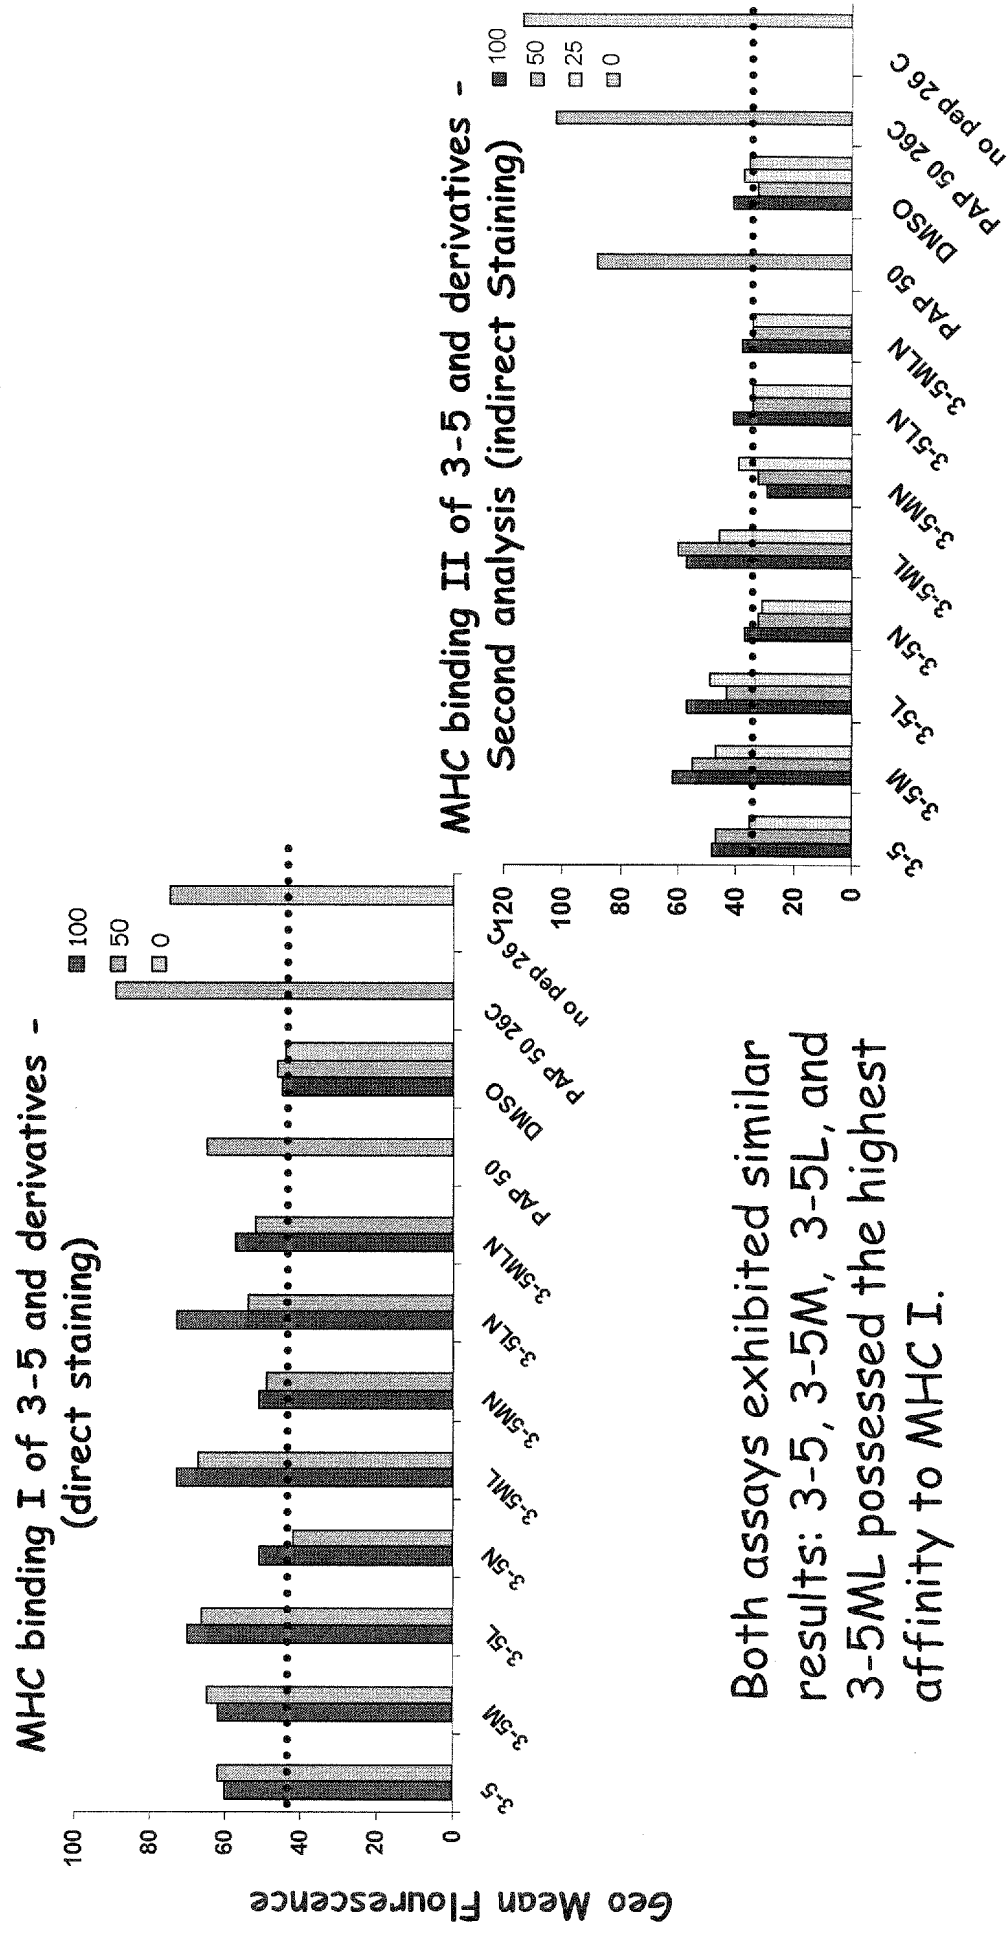 MHC binding I of 3-5 and derivatives -
(direct staining)
100
50
0
Geo Mean Flourescence
100
80
60
40
20
0
3-5
3-5M
3-5L
3-5N
3-5ML
3-5MN
3-5LN
3-5MLN
PAP 50
DMSO
PAP 50 26C
no pep 26 C
MHC binding II of 3-5 and derivatives -
Second analysis (indirect Staining)
100
50
25
0
120
100
80
60
40
20
0
3-5
3-5M
3-5L
3-5N
3-5ML
3-5MN
3-5LN
3-5MLN
PAP 50
DMSO
PAP 50 26C
no pep 26 C
Both assays exhibited similar
results: 3-5, 3-5M, 3-5L, and
3-5ML possessed the highest
affinity to MHC I.